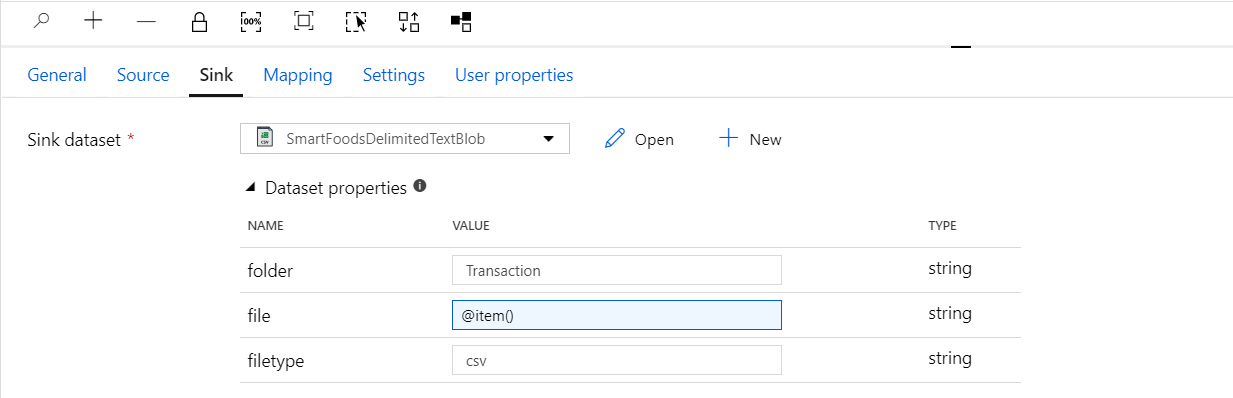 100%
General Source Sink Mapping Settings User properties
Sink dataset * CSV SmartFoodsDelimitedTextBlob Open New
Dataset properties
NAME VALUE TYPE
folder Transaction string
file @item() string
filetype csv string